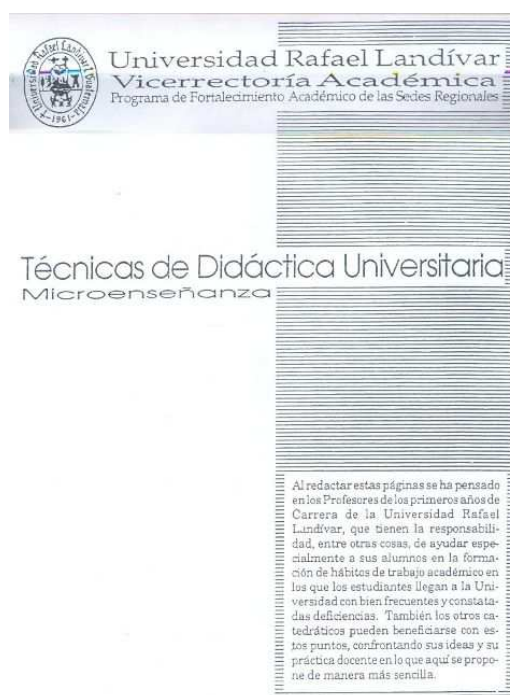 Universidad Rafael Landívar
Vicerrectoría Académica
Programa de Fortalecimiento Académico de las Sedes Regionales
Universidad Rafael Landívar Guatemala
-1961-
Técnicas de Didáctica Universitaria
Microenseñanza
Al redactar estas páginas se ha pensado
en los Profesores de los primeros años de
Carrera de la Universidad Rafael
Landívar, que tienen la responsabili-
dad, entre otras cosas, de ayudar espe-
cialmente a sus alumnos en la forma-
ción de hábitos de trabajo académico en
los que los estudiantes llegan a la Uni-
versidad con bien frecuentes y constata-
das deficiencias. También los otros ca-
tedráticos pueden beneficiarse con es-
tos puntos, confrontando sus ideas y su
práctica docente en lo que aquí se propo-
ne de manera más sencilla.